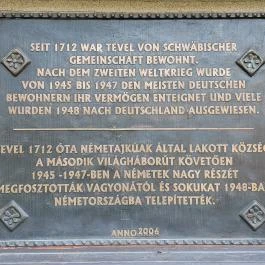 SEIT 1712 WAR TEVEL VON SCHWÄBISCHER
GEMEINSCHAFT BEWOHNT.
NACH DEM ZWEITEN WELTKRIEG WURDE
VON 1945 BIS 1947 DEN MEISTEN DEUTSCHEN
BEWOHNERN IHR VERMÖGEN ENTEIGNET UND VIELE
WURDEN 1948 NACH DEUTSCHLAND AUSGEWIESEN.
TEVEL 1712 ÓTA NÉMETAJKÚAK ÁLTAL LAKOTT KÖZSÉG
A MÁSODIK VILÁGHÁBORÚT KÖVETŐEN
1945 -1947-BEN A NÉMETEK NAGY RÉSZÉT
MEGFOSZTOTTÁK VAGYONÁTÓL ÉS SOKUKAT 1948-BAN
NÉMETORSZÁGBA TELEPÍTETTÉK.
ANNO 2006